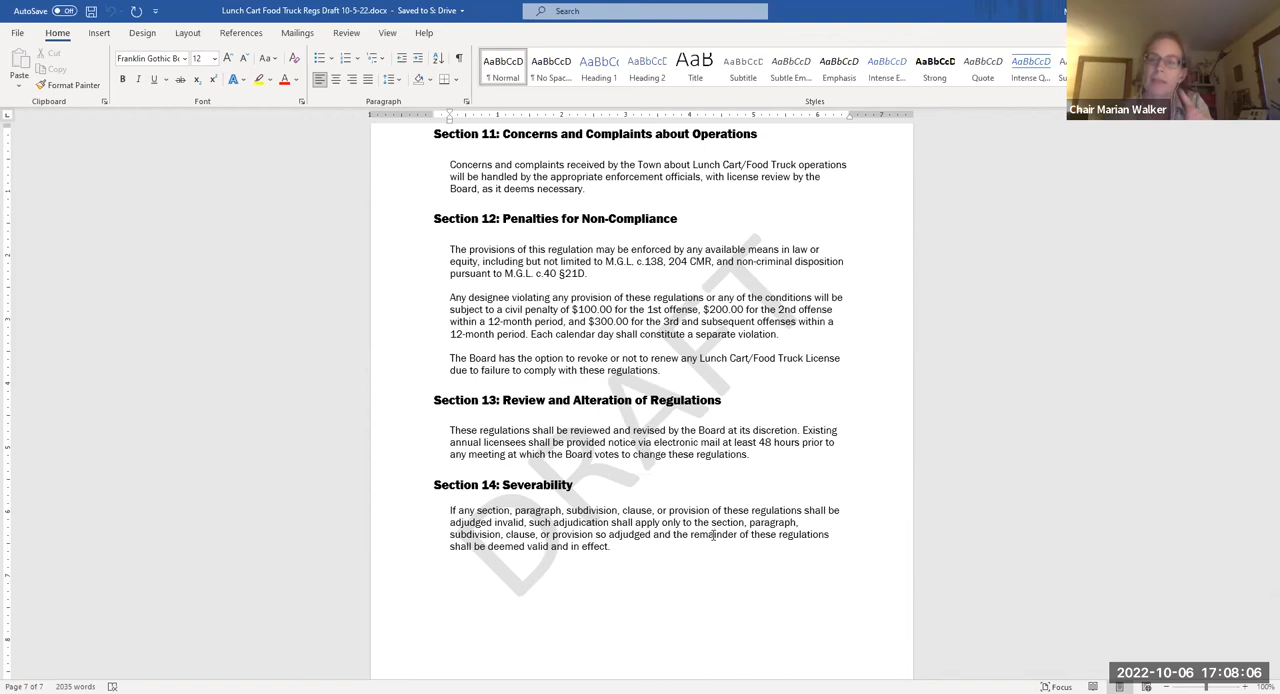 AutoSave Off Lunch Cart Food Truck Regs Draft 10-5-22.docx - Saved to S: Drive Search
File Home Insert Design Layout References Mailings Review View Help
Paste Cut Copy Format Painter
Franklin Gothic B 12
AaBbCcD AaBbCcD AaBbC AaBbCcD AaB AaBbCcD AaBbCcD AaBbCcD AaBbCcD AaBbCcD AaBbCcD AaBbCcD
¶ Normal ¶ No Spac... Heading 1 Heading 2 Title Subtitle Subtle Em... Emphasis Intense E... Strong Quote Intense Q...
Clipboard Font Paragraph Styles
Chair Marian Walker
Section 11: Concerns and Complaints about Operations
Concerns and complaints received by the Town about Lunch Cart/Food Truck operations
will be handled by the appropriate enforcement officials, with license review by the
Board, as it deems necessary.
Section 12: Penalties for Non-Compliance
The provisions of this regulation may be enforced by any available means in law or
equity, including but not limited to M.G.L. c.138, 204 CMR, and non-criminal disposition
pursuant to M.G.L. c.40 §21D.
Any designee violating any provision of these regulations or any of the conditions will be
subject to a civil penalty of $100.00 for the 1st offense, $200.00 for the 2nd offense
within a 12-month period, and $300.00 for the 3rd and subsequent offenses within a
12-month period. Each calendar day shall constitute a separate violation.
The Board has the option to revoke or not to renew any Lunch Cart/Food Truck License
due to failure to comply with these regulations.
Section 13: Review and Alteration of Regulations
These regulations shall be reviewed and revised by the Board at its discretion. Existing
annual licensees shall be provided notice via electronic mail at least 48 hours prior to
any meeting at which the Board votes to change these regulations.
Section 14: Severability
If any section, paragraph, subdivision, clause, or provision of these regulations shall be
adjudged invalid, such adjudication shall apply only to the section, paragraph,
subdivision, clause, or provision so adjudged and the remainder of these regulations
shall be deemed valid and in effect.
DRAFT
2022-10-06 17:08:06
Page 7 of 7 2035 words Focus 100%